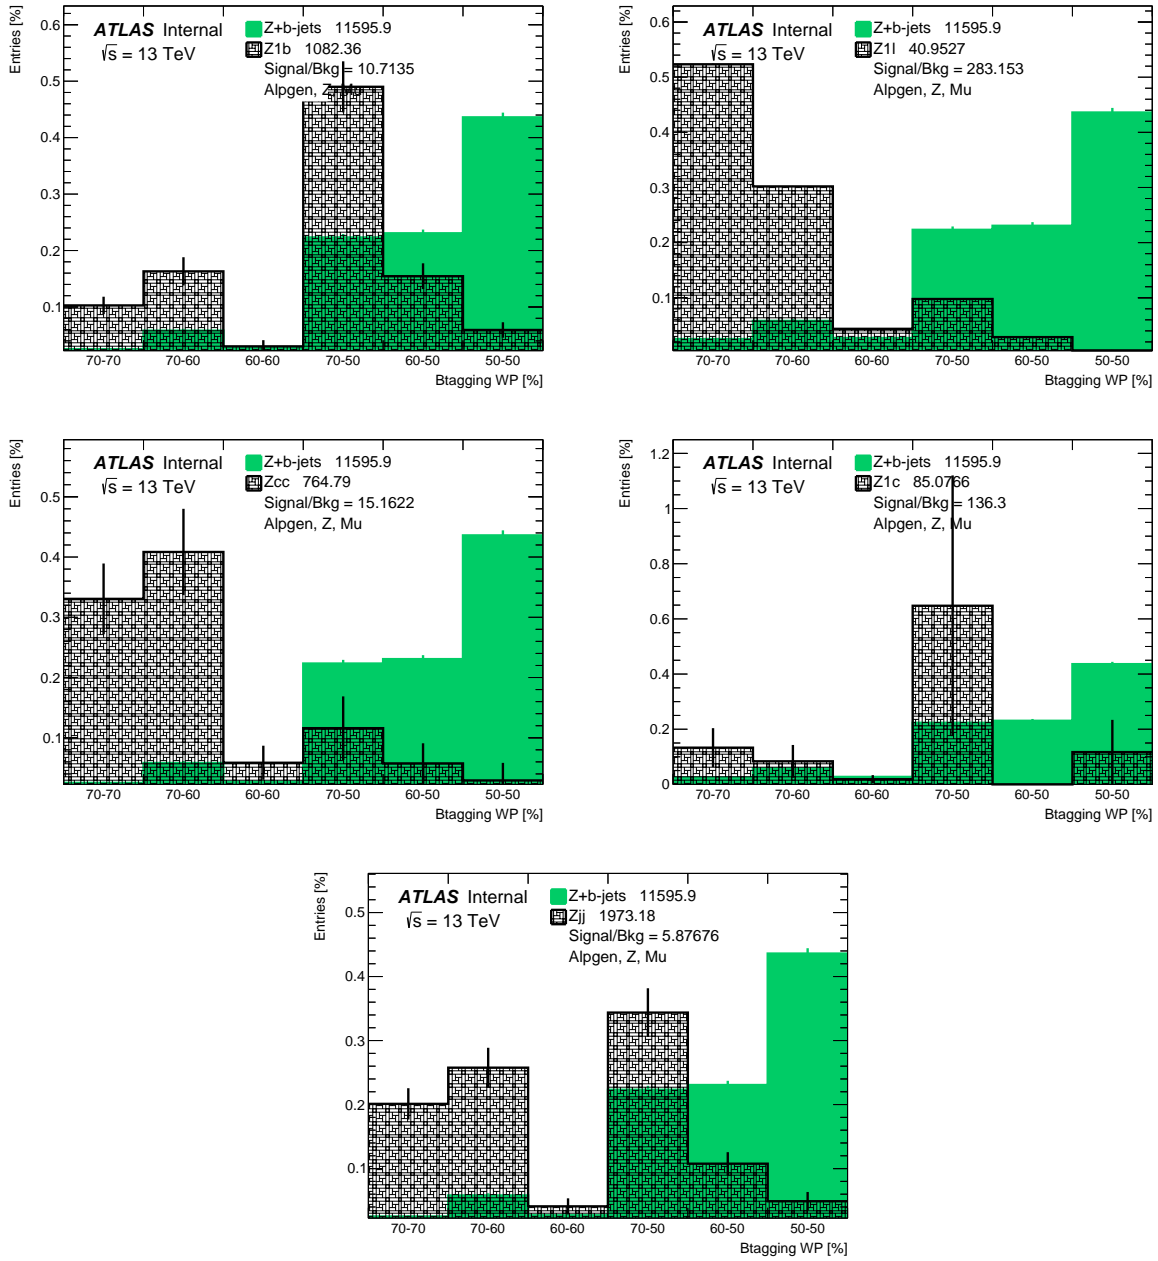 Entries [%]
ATLAS Internal
√s = 13 TeV
Z+b-jets 11595.9
Z1b 1082.36
Signal/Bkg = 10.7135
Alpgen, Z, Mu
0.6
0.5
0.4
0.3
0.2
0.1
70-70 70-60 60-60 70-50 60-50 50-50
Btagging WP [%]
Entries [%]
ATLAS Internal
√s = 13 TeV
Z+b-jets 11595.9
Z1l 40.9527
Signal/Bkg = 283.153
Alpgen, Z, Mu
0.6
0.5
0.4
0.3
0.2
0.1
70-70 70-60 60-60 70-50 60-50 50-50
Btagging WP [%]
Entries [%]
ATLAS Internal
√s = 13 TeV
Z+b-jets 11595.9
Zcc 764.79
Signal/Bkg = 15.1622
Alpgen, Z, Mu
0.5
0.4
0.3
0.2
0.1
70-70 70-60 60-60 70-50 60-50 50-50
Btagging WP [%]
Entries [%]
ATLAS Internal
√s = 13 TeV
Z+b-jets 11595.9
Z1c 85.0766
Signal/Bkg = 136.3
Alpgen, Z, Mu
1.2
1
0.8
0.6
0.4
0.2
0
70-70 70-60 60-60 70-50 60-50 50-50
Btagging WP [%]
Entries [%]
ATLAS Internal
√s = 13 TeV
Z+b-jets 11595.9
Zjj 1973.18
Signal/Bkg = 5.87676
Alpgen, Z, Mu
0.5
0.4
0.3
0.2
0.1
70-70 70-60 60-60 70-50 60-50 50-50
Btagging WP [%]